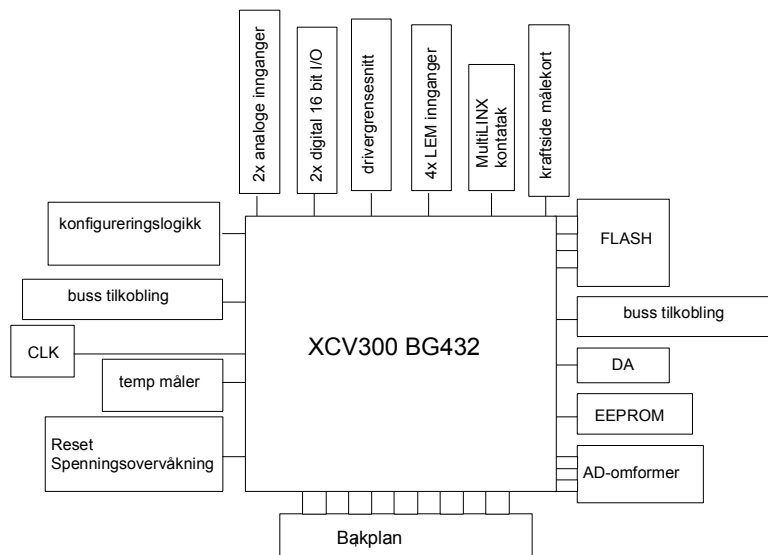 2x analoge innganger
2x digital 16 bit I/O
drivergrensesnitt
4x LEM innganger
MultiLINX
kontatak
kraftside målekort
konfigureringslogikk
FLASH
buss tilkobling
buss tilkobling
XCV300 BG432
CLK
DA
temp måler
EEPROM
Reset
Spenningsovervåkning
AD-omformer
Bakplan